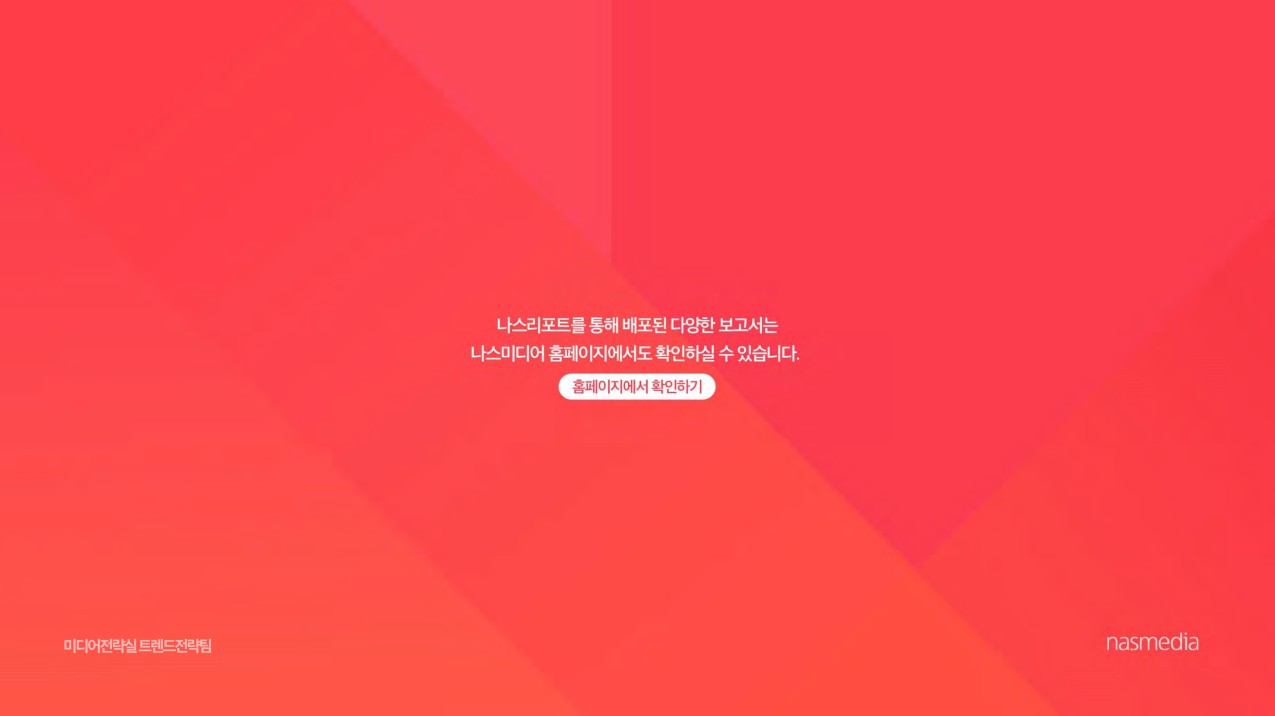 나스리포트를 통해 배포된 다양한 보고서는
나스미디어 홈페이지에서도 확인하실 수 있습니다.
홈페이지에서 확인하기
미디어전략실 트렌드전략팀
nasmedia